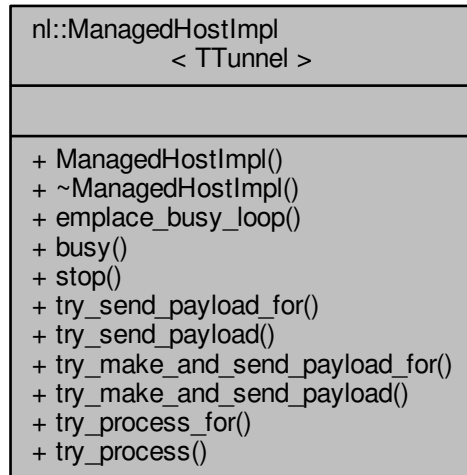 nl::ManagedHostImpl
< TTunnel >
+ ManagedHostImpl()
+ ~ManagedHostImpl()
+ emplace_busy_loop()
+ busy()
+ stop()
+ try_send_payload_for()
+ try_send_payload()
+ try_make_and_send_payload_for()
+ try_make_and_send_payload()
+ try_process_for()
+ try_process()